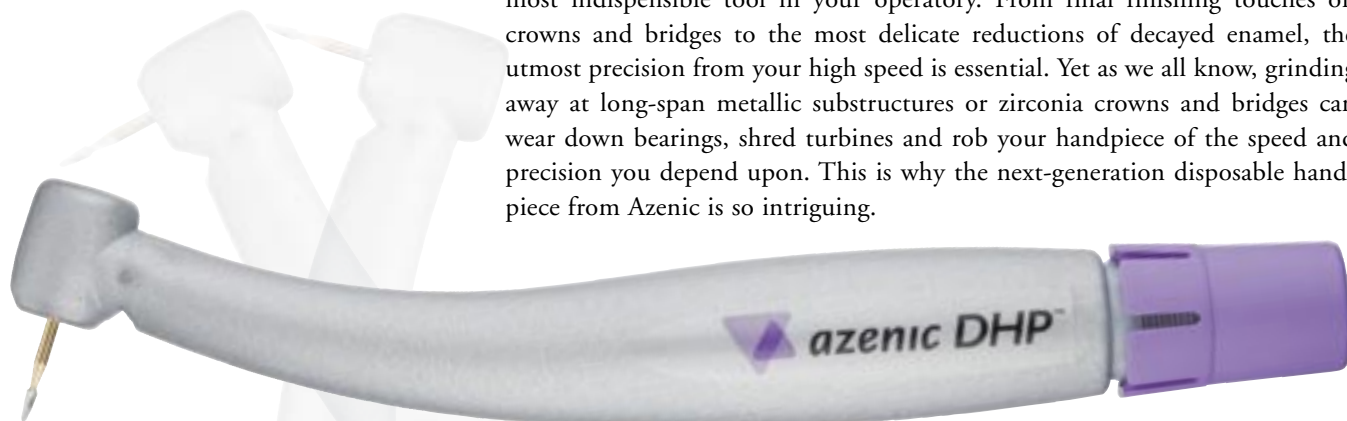 most indispensible tool in your operatory. From final finishing touches
crowns and bridges to the most delicate reductions of decayed enamel, the
utmost precision from your high speed is essential. Yet as we all know, grinding
away at long-span metallic substructures or zirconia crowns and bridges can
wear down bearings, shred turbines and rob your handpiece of the speed and
precision you depend upon. This is why the next-generation disposable hand-
piece from Azenic is so intriguing.
azenic DHP™